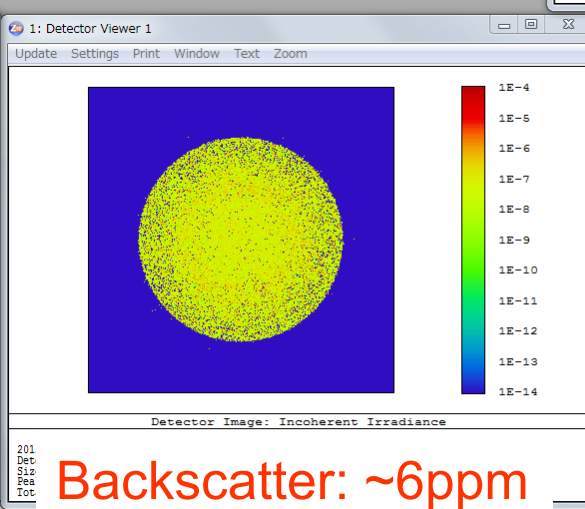 1: Detector Viewer 1
Update Settings Print Window Text Zoom
1E-4
1E-5
1E-6
1E-7
1E-8
1E-9
1E-10
1E-11
1E-12
1E-13
1E-14
Detector Image: Incoherent Irradiance
Backscatter: ~6ppm